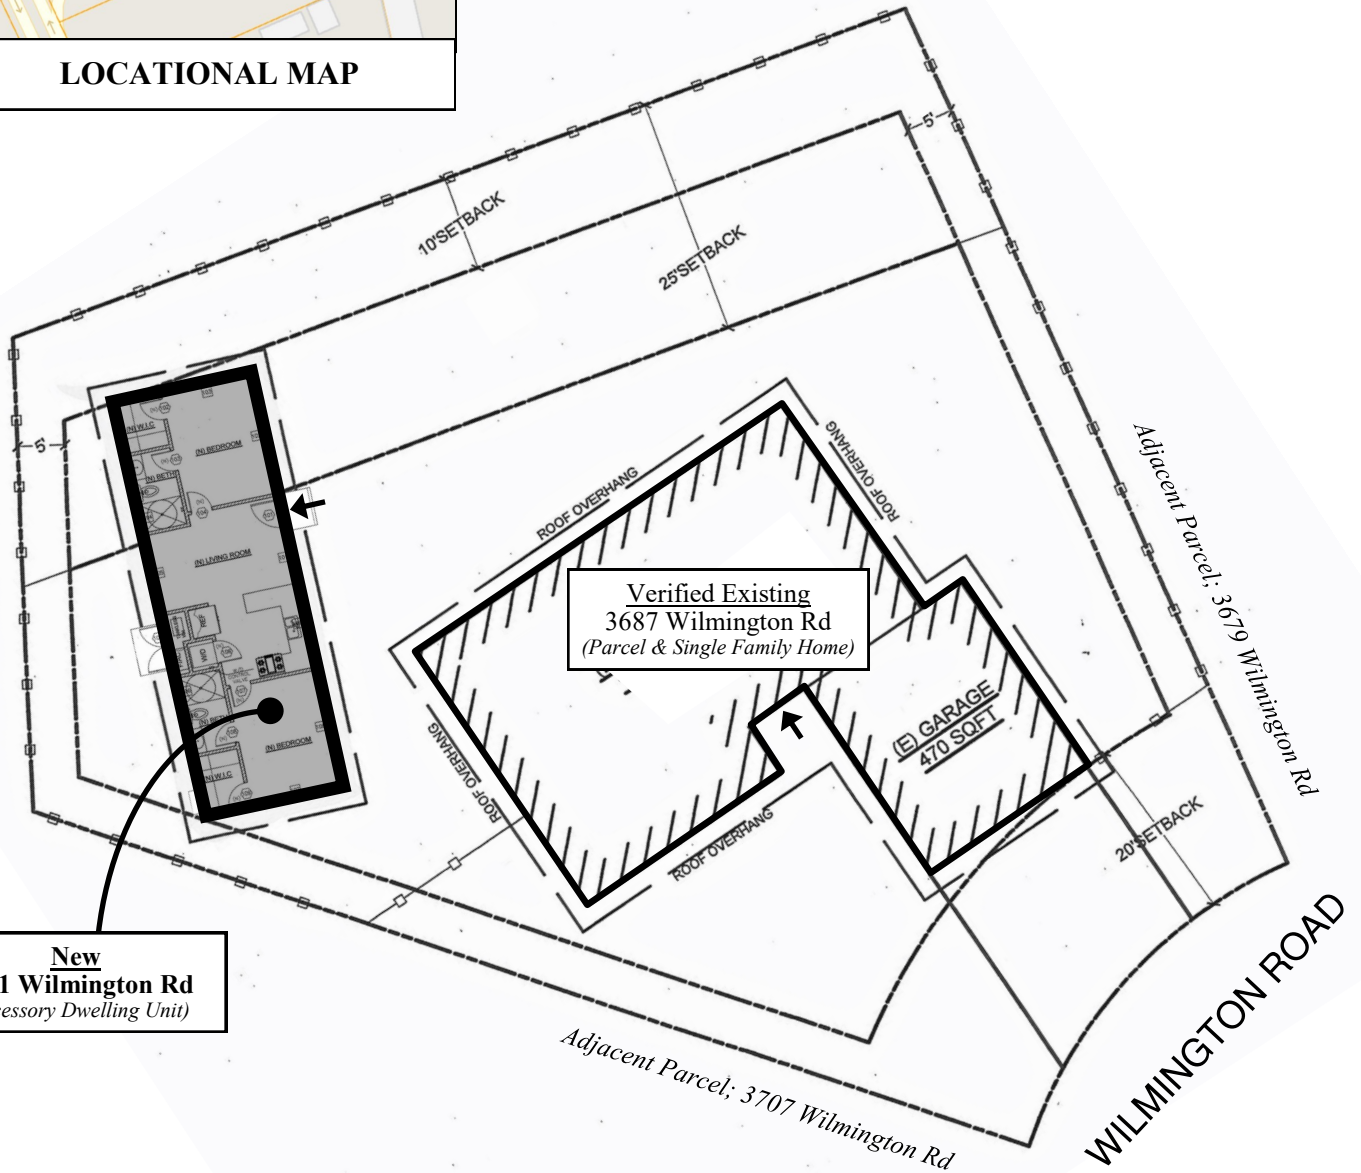 LOCATIONAL MAP
5'
10'SETBACK
25'SETBACK
5'
(N) W.I.C
(N) BEDROOM
(N) LIVING ROOM
(N) BEDROOM
(N) W.I.C
ROOF OVERHANG
ROOF OVERHANG
Verified Existing
3687 Wilmington Rd
(Parcel & Single Family Home)
(E) GARAGE
470 SQFT
ROOF OVERHANG
ROOF OVERHANG
Adjacent Parcel; 3679 Wilmington Rd
20'SETBACK
New
1 Wilmington Rd
essory Dwelling Unit)
Adjacent Parcel; 3707 Wilmington Rd
WILMINGTON ROAD